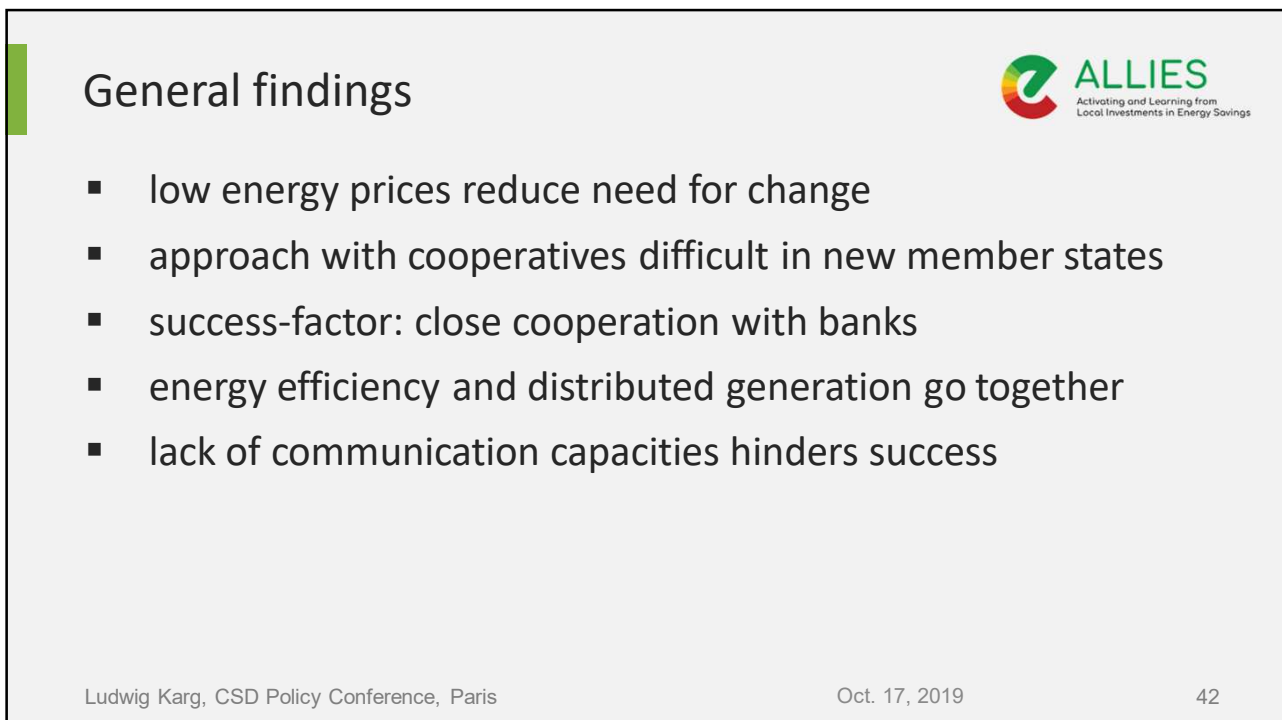 General findings
ALLIES
Activating and Learning from
Local Investments in Energy Savings
▪ low energy prices reduce need for change
▪ approach with cooperatives difficult in new member states
▪ success-factor: close cooperation with banks
▪ energy efficiency and distributed generation go together
▪ lack of communication capacities hinders success
Ludwig Karg, CSD Policy Conference, Paris
Oct. 17, 2019
42